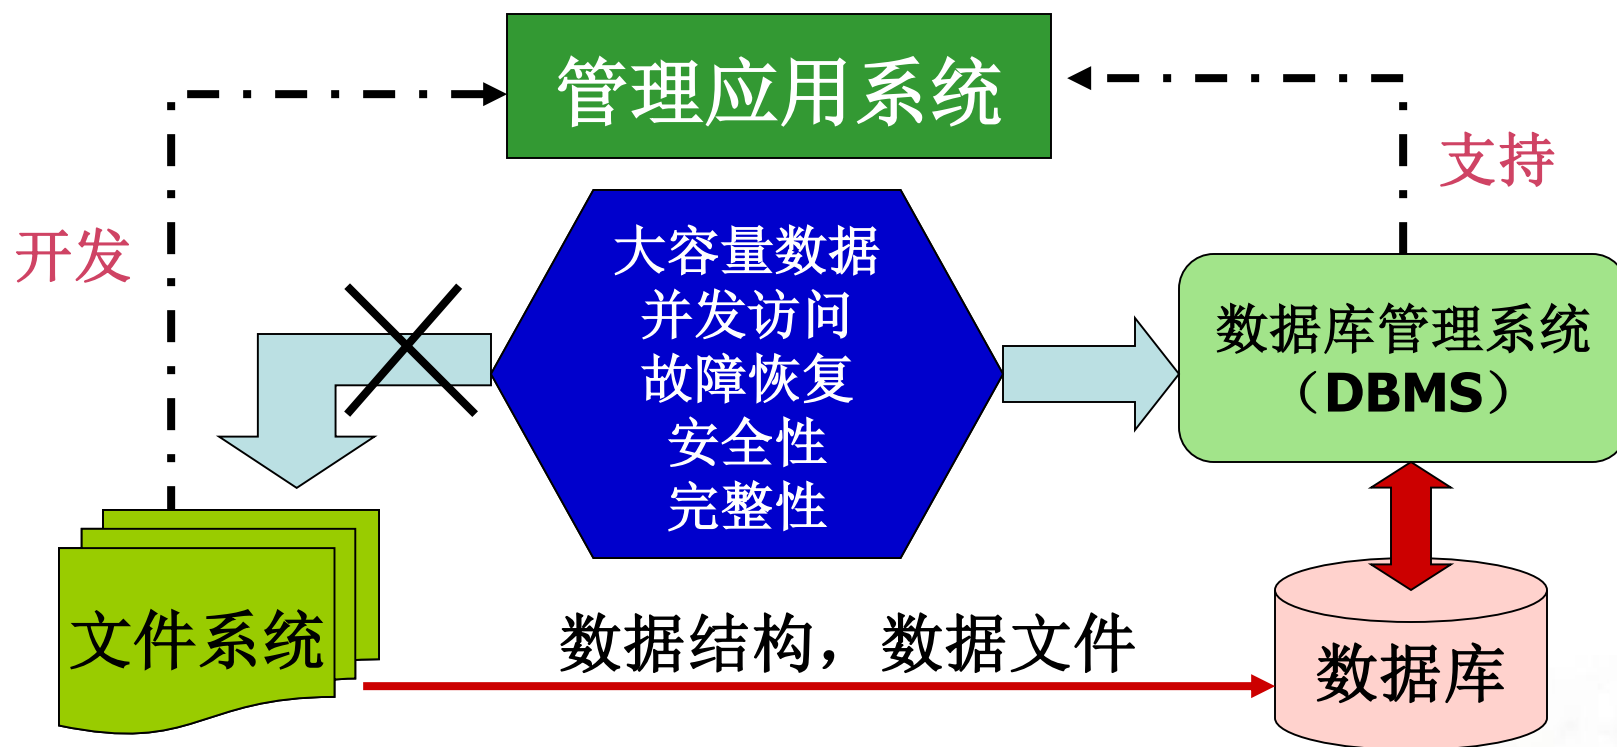 管理应用系统
支持
开发
大容量数据
并发访问
故障恢复
安全性
完整性
数据库管理系统
（DBMS）
文件系统
数据结构，数据文件
数据库